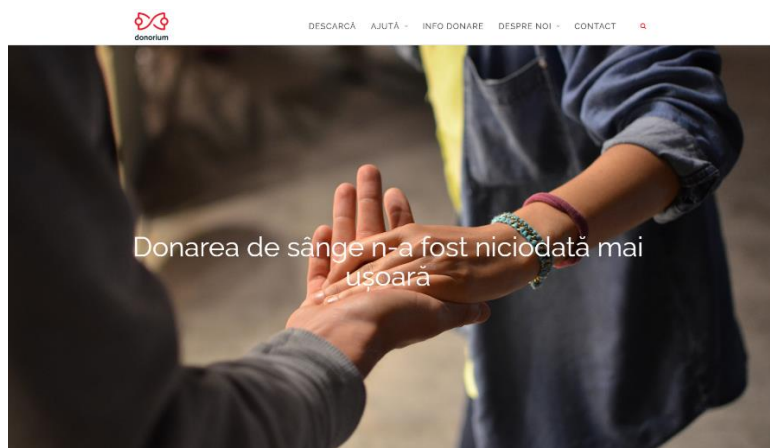 donorium
DESCARCĂ AJUTĂ INFO DONARE DESPRE NOI CONTACT
Donarea de sânge n-a fost niciodată mai
ușoară